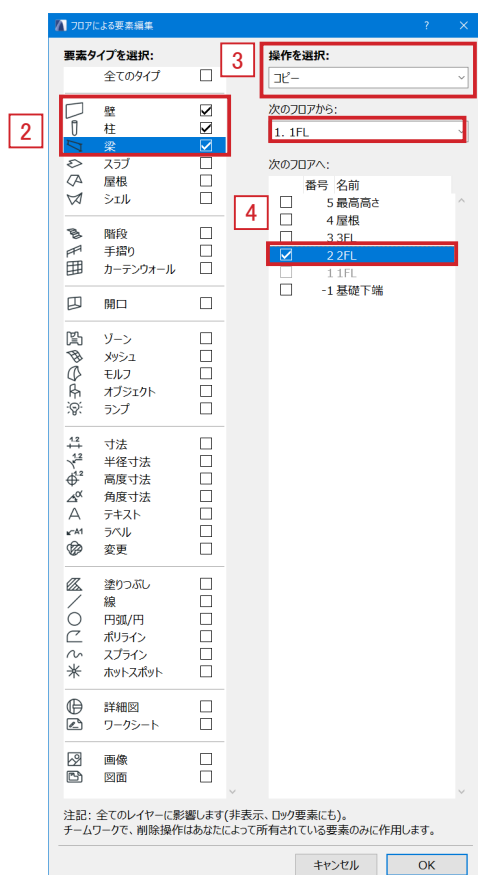 フロアによる要素編集
? ×
要素タイプを選択:
全てのタイプ
壁
柱
梁
スラブ
屋根
シェル
階段
手摺り
カーテンウォール
開口
ゾーン
メッシュ
モルフ
オブジェクト
ランプ
1.2 寸法
1.2 半径寸法
1.2 高度寸法
α 角度寸法
A テキスト
A1 ラベル
変更
塗りつぶし
線
円弧/円
ポリライン
スプライン
ホットスポット
詳細図
ワークシート
画像
図面
2
3
操作を選択:
コピー
次のフロアから:
1. 1FL
次のフロアへ:
番号 名前
5 最高高さ
4 屋根
3 3FL
2 2FL
1 1FL
-1 基礎下端
4
注記: 全てのレイヤーに影響します(非表示、ロック要素にも)。
チームワークで、削除操作はあなたによって所有されている要素のみに作用します。
キャンセル
OK